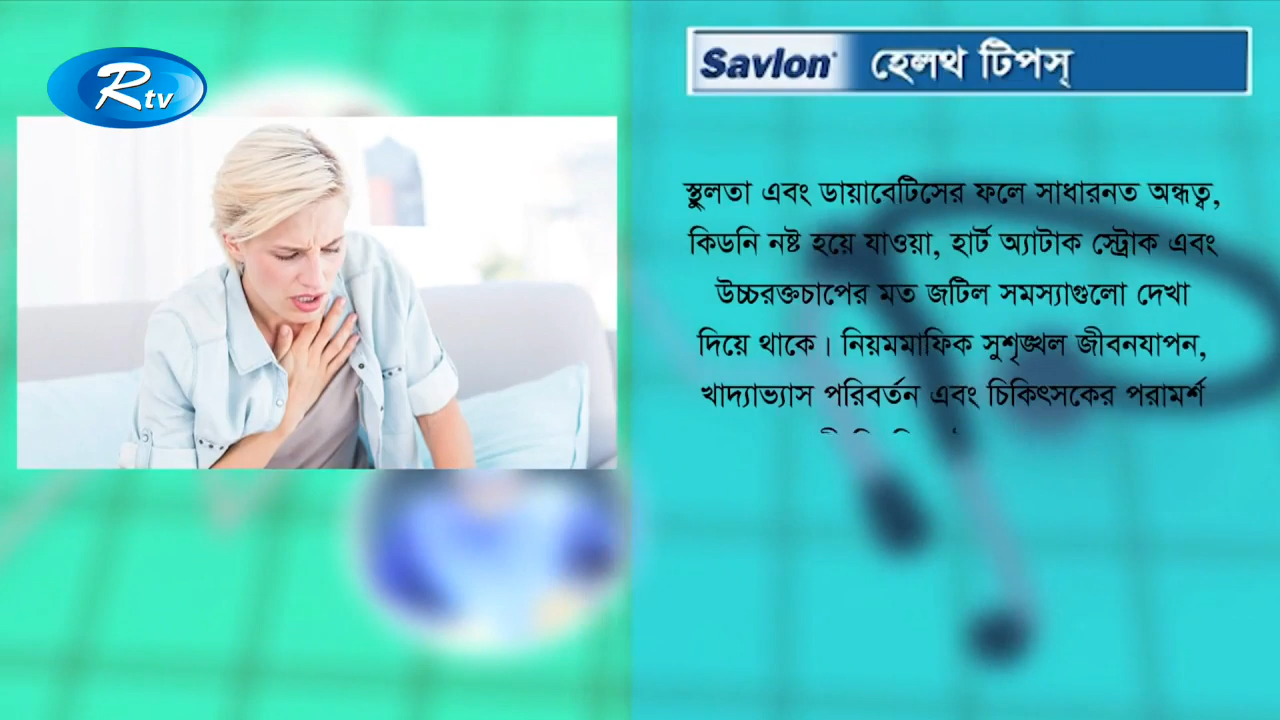 Rtv
Savlon হেলথ টিপস্
স্থুলতা এবং ডায়াবেটিসের ফলে সাধারনত অন্ধত্ব,
কিডনি নষ্ট হয়ে যাওয়া, হার্ট অ্যাটাক স্ট্রোক এবং
উচ্চরক্তচাপের মত জটিল সমস্যাগুলো দেখা
দিয়ে থাকে। নিয়মমাফিক সুশৃঙ্খল জীবনযাপন,
খাদ্যাভ্যাস পরিবর্তন এবং চিকিৎসকের পরামর্শ